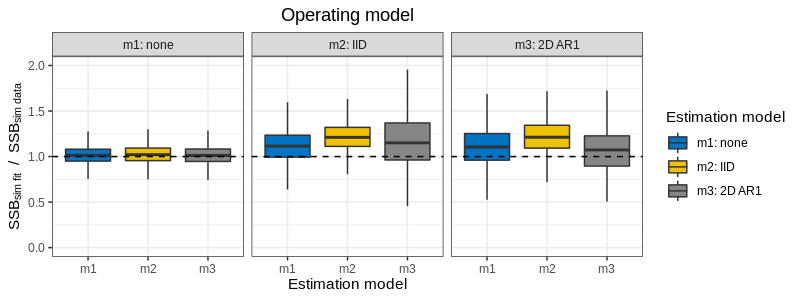 Operating model
m1: none
m2: IID
m3: 2D AR1
SSBsim fit / SSBsim data
2.0
1.5
1.0
0.5
0.0
m1 m2 m3
m1 m2 m3
m1 m2 m3
Estimation model
Estimation model
m1: none
m2: IID
m3: 2D AR1